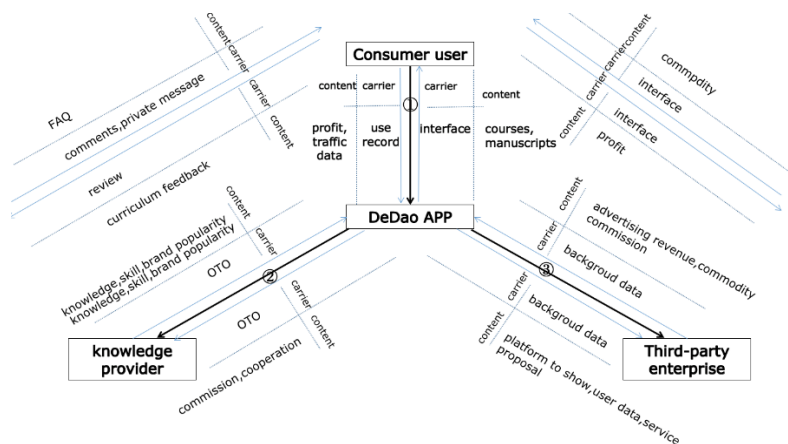 Consumer user
content
carrier
carrier
content
FAQ
comments,private message
carrier
content
review
curriculum feedback
content
carrier
carrier
content
①
profit,
traffic
data
use
record
interface
courses,
manuscripts
content
carrier
commpdity
interface
content
carrier
interface
profit
DeDao APP
content
carrier
knowledge,skill,brand popularity
knowledge,skill,brand popularity
OTO
②
carrier
content
OTO
commission,cooperation
knowledge
provider
content
carrier
advertising revenue,commodity
commission
backgroud data
③
carrier
content
backgroud data
platform to show,user data,service
proposal
Third-party
enterprise